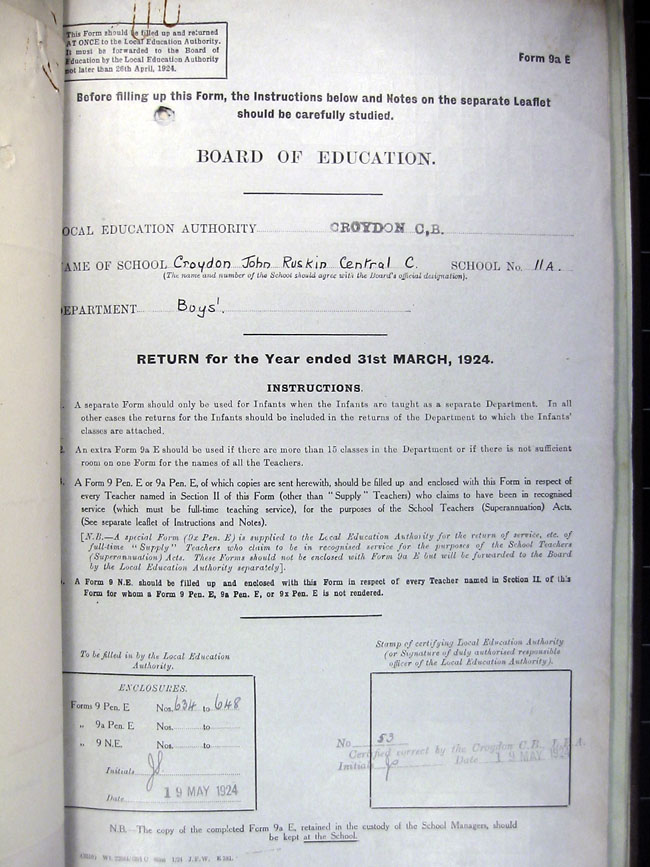 This Form should be filled up and returned
AT ONCE to the Local Education Authority.
It must be forwarded to the Board of
Education by the Local Education Authority
not later than 26th April, 1924.
Form 9a E
Before filling up this Form, the Instructions below and Notes on the separate Leaflet
should be carefully studied.
BOARD OF EDUCATION.
OCAL EDUCATION AUTHORITY CROYDON C.B.
AME OF SCHOOL Croydon John Ruskin Central C. SCHOOL No. 11A.
(The name and number of the School should agree with the Board's official designation).
EPARTMENT Boys'.
RETURN for the Year ended 31st MARCH, 1924.
INSTRUCTIONS.
A separate Form should only be used for Infants when the Infants are taught as a separate Department. In all
other cases the returns for the Infants should be included in the returns of the Department to which the Infants'
classes are attached.
An extra Form 9a E should be used if there are more than 15 classes in the Department or if there is not sufficient
room on one Form for the names of all the Teachers.
A Form 9 Pen. E or 9a Pen. E, of which copies are sent herewith, should be filled up and enclosed with this Form in respect of
every Teacher named in Section II of this Form (other than "Supply" Teachers) who claims to have been in recognised
service (which must be full-time teaching service), for the purposes of the School Teachers (Superannuation) Acts.
(See separate leaflet of Instructions and Notes).
[N.B.—A special Form (9x Pen. E) is supplied to the Local Education Authority for the return of service, etc. of
full-time "Supply" Teachers who claim to be in recognised service for the purposes of the School Teachers
(Superannuation) Acts. These Forms should not be enclosed with Form 9a E but will be forwarded to the Board
by the Local Education Authority separately].
A Form 9 N.E. should be filled up and enclosed with this Form in respect of every Teacher named in Section II. of this
Form for whom a Form 9 Pen. E, 9a Pen. E, or 9x Pen. E is not rendered.
To be filled in by the Local Education
Authority.
ENCLOSURES.
Form 9 Pen. E Nos. 634 to 648
„ 9a Pen. E Nos. to
„ 9 N.E. Nos. to
Initials
Date 19 MAY 1924
Stamp of certifying Local Education Authority
(or Signature of duly authorised responsible
officer of the Local Education Authority).
No 53
Certified correct by the Croydon C.B. L.E.A.
Initials Date 19 MAY 1924
N.B.—The copy of the completed Form 9a E, retained in the custody of the School Managers, should
be kept at the School.